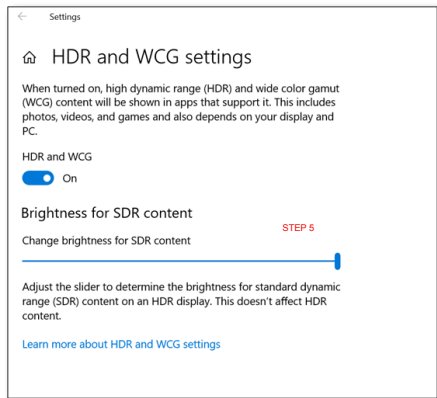 Settings
HDR and WCG settings
When turned on, high dynamic range (HDR) and wide color gamut
(WCG) content will be shown in apps that support it. This includes
photos, videos, and games and also depends on your display and
PC.
HDR and WCG
On
Brightness for SDR content
STEP 5
Change brightness for SDR content
Adjust the slider to determine the brightness for standard dynamic
range (SDR) content on an HDR display. This doesn't affect HDR
content.
Learn more about HDR and WCG settings